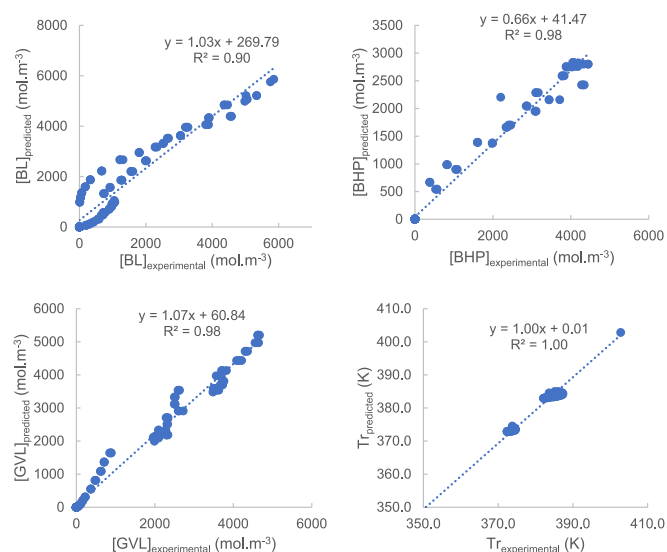 y = 1.03x + 269.79
R² = 0.90
8000
6000
4000
2000
0
[BL]predicted (mol.m-3)
0 2000 4000 6000
[BL]experimental (mol.m-3)
y = 0.66x + 41.47
R² = 0.98
3500
3000
2500
2000
1500
1000
500
0
[BHP]predicted (mol.m-3)
0 2000 4000 6000
[BHP]experimental (mol.m-3)
y = 1.07x + 60.84
R² = 0.98
6000
5000
4000
3000
2000
1000
0
[GVL]predicted (mol.m-3)
0 2000 4000 6000
[GVL]experimental (mol.m-3)
y = 1.00x + 0.01
R² = 1.00
410.0
400.0
390.0
380.0
370.0
360.0
350.0
Trpredicted (K)
350.0 370.0 390.0 410.0
Trexperimental (K)